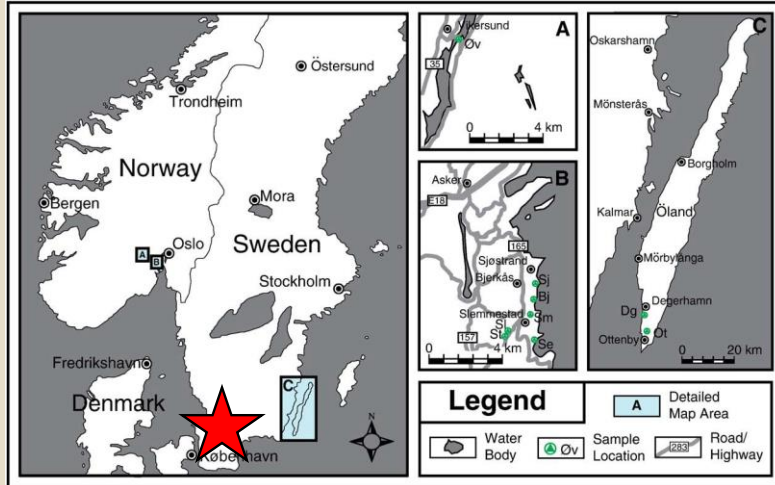 Östersund
Trondheim
Norway
Bergen
Mora
A
B
Oslo
Sweden
Stockholm
Fredrikshavn
Denmark
C
N
København
A
Vikersund
Øv
35
0 4 km
B
Asker
E18
165
Sjøstrand
Bjerkås
Sj
Bj
Slemmestad
Sm
Sl
St
157
Se
0 4 km
C
Oskarshamn
Mönsterås
Borgholm
Kalmar
Öland
Mörbylånga
Degerhamn
Dg
Ot
Ottenby
0 20 km
Legend
A
Detailed
Map Area
Water
Body
Øv
Sample
Location
283
Road/
Highway